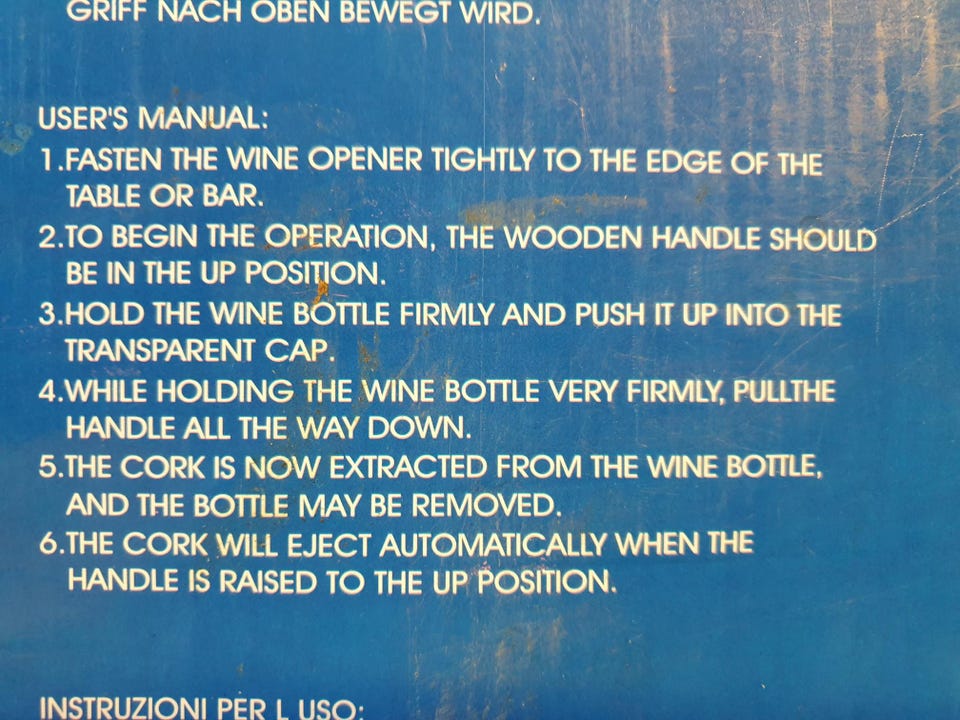 GRIFF NACH OBEN BEWEGT WIRD.
USER'S MANUAL:
1.FASTEN THE WINE OPENER TIGHTLY TO THE EDGE OF THE
TABLE OR BAR.
2.TO BEGIN THE OPERATION, THE WOODEN HANDLE SHOULD
BE IN THE UP POSITION.
3.HOLD THE WINE BOTTLE FIRMLY AND PUSH IT UP INTO THE
TRANSPARENT CAP.
4.WHILE HOLDING THE WINE BOTTLE VERY FIRMLY, PULLTHE
HANDLE ALL THE WAY DOWN.
5.THE CORK IS NOW EXTRACTED FROM THE WINE BOTTLE,
AND THE BOTTLE MAY BE REMOVED.
6.THE CORK WILL EJECT AUTOMATICALLY WHEN THE
HANDLE IS RAISED TO THE UP POSITION.
INSTRUZIONI PER L USO: